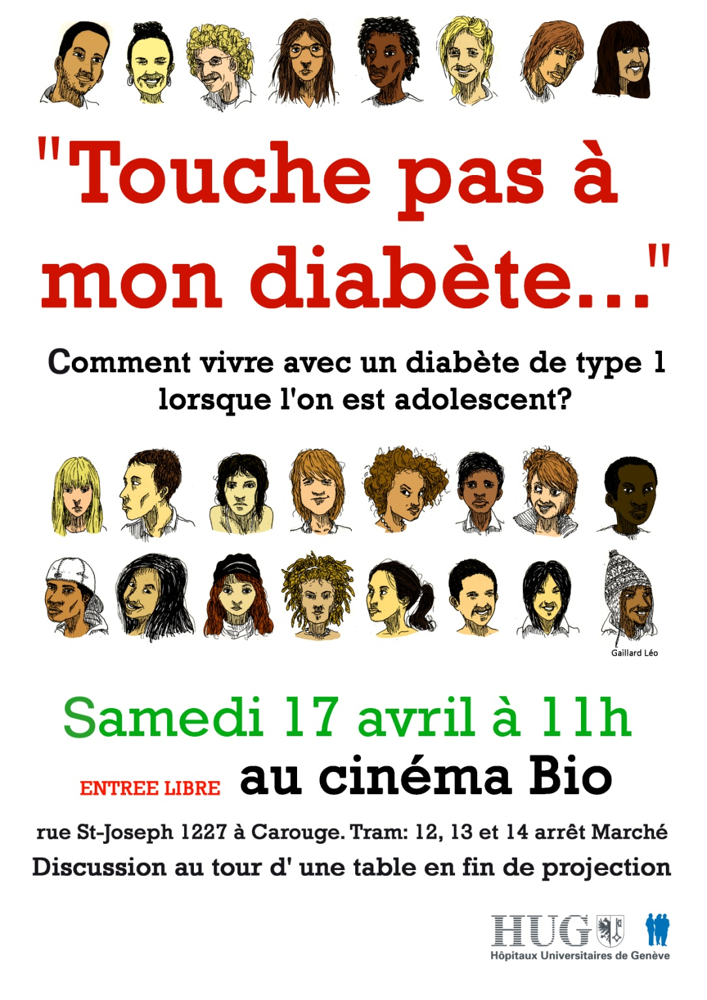 "Touche pas à
mon diabète..."
Comment vivre avec un diabète de type 1
lorsque l'on est adolescent?
Gaillard Léo
Samedi 17 avril à 11h
ENTREE LIBRE au cinéma Bio
rue St-Joseph 1227 à Carouge. Tram: 12, 13 et 14 arrêt Marché
Discussion au tour d' une table en fin de projection
HUG
Hôpitaux Universitaires de Genève